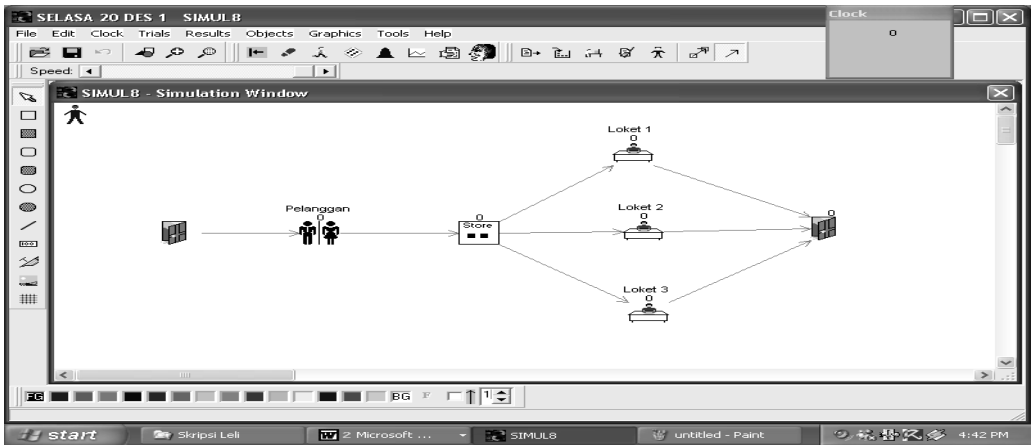 SELASA 20 DES 1   SIMUL8
Clock
File Edit Clock Trials Results Objects Graphics Tools Help
0
Speed:
SIMUL8 - Simulation Window
Loket 1
0
Pelanggan
0
0
Store
Loket 2
0
0
Loket 3
0
FG BG F 1
start Skripsi Leli 2 Microsoft ... SIMUL8 untitled - Paint 4:42 PM